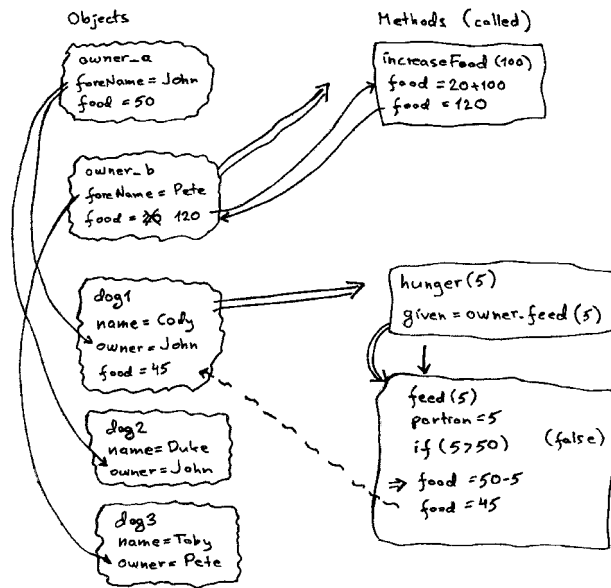 Objects
owner_a
foreName = John
food = 50
owner_b
foreName = Pete
food = 20 120
dog1
name = Cody
owner = John
food = 45
dog2
name = Duke
owner = John
dog3
name = Toby
owner = Pete
Methods (called)
increaseFood (100)
food = 20+100
food = 120
hunger (5)
given = owner.feed (5)
feed (5)
portion = 5
if (5>50) (false)
⇒ food = 50-5
food = 45